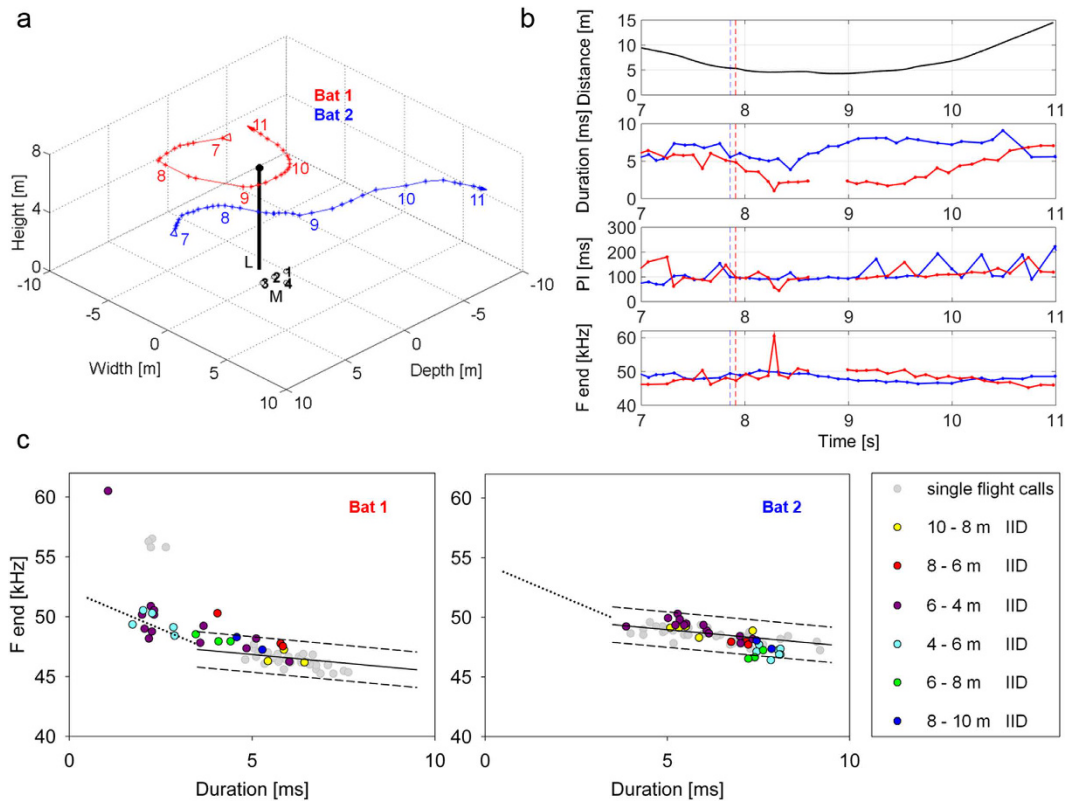 a
Bat 1
Bat 2
Height [m]
8
4
0
7
8
9
10
11
7
8
9
10
11
L
1
2
3
4
M
-10
-5
0
5
10
Width [m]
-10
-5
0
5
10
Depth [m]
b
Distance [m]
15
10
5
0
7 8 9 10 11
Duration [ms]
10
5
0
7 8 9 10 11
PI [ms]
300
200
100
0
7 8 9 10 11
F end [kHz]
60
50
40
7 8 9 10 11
Time [s]
c
F end [kHz]
60
55
50
45
40
Bat 1
0 5 10
Duration [ms]
60
55
50
45
40
Bat 2
0 5 10
Duration [ms]
single flight calls
10 - 8 m IID
8 - 6 m IID
6 - 4 m IID
4 - 6 m IID
6 - 8 m IID
8 - 10 m IID